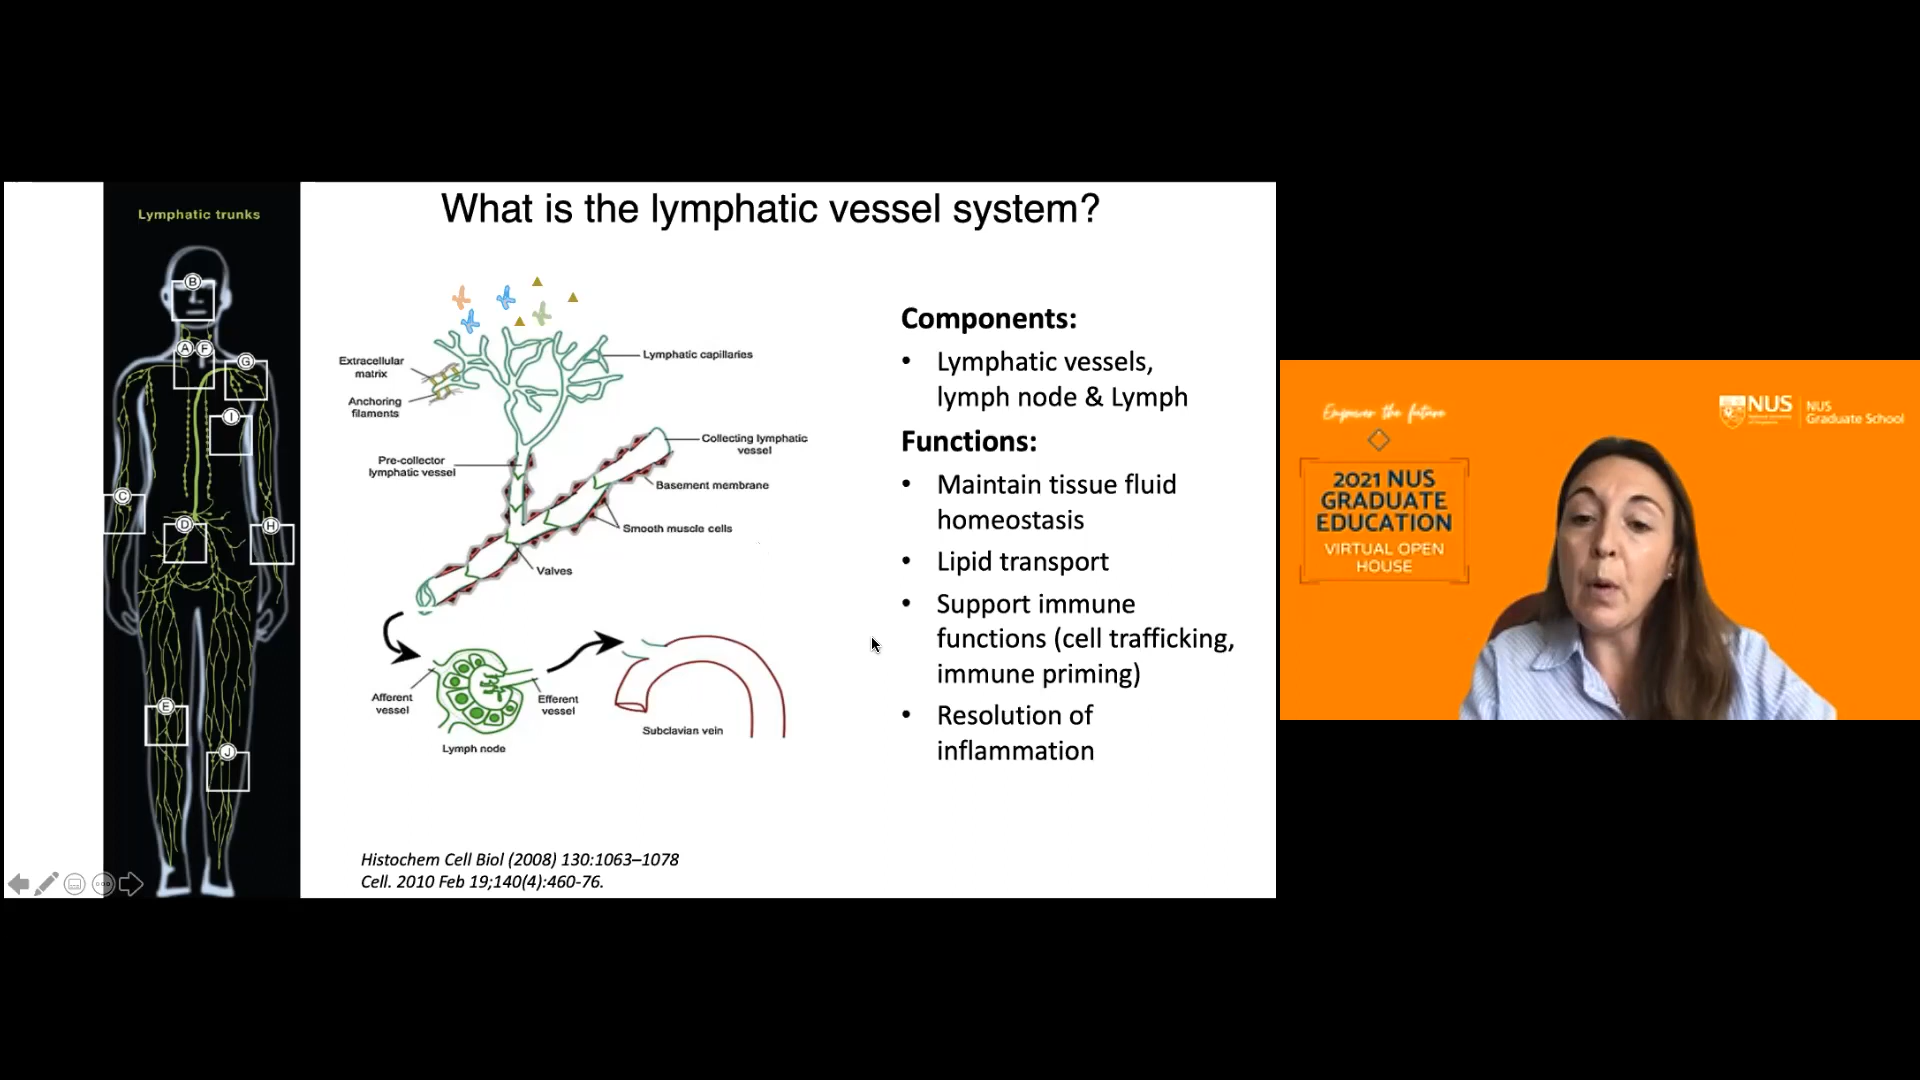 What is the lymphatic vessel system?
Lymphatic trunks
B
A F
G
I
C
D
H
E
J
Extracellular
matrix
Anchoring
filaments
Lymphatic capillaries
Pre-collector
lymphatic vessel
Collecting lymphatic
vessel
Basement membrane
Smooth muscle cells
Valves
Afferent
vessel
Efferent
vessel
Lymph node
Subclavian vein
Components:
• Lymphatic vessels,
lymph node & Lymph
Functions:
• Maintain tissue fluid
homeostasis
• Lipid transport
• Support immune
functions (cell trafficking,
immune priming)
• Resolution of
inflammation
Histochem Cell Biol (2008) 130:1063–1078
Cell. 2010 Feb 19;140(4):460-76.
Empower the future
2021 NUS
GRADUATE
EDUCATION
VIRTUAL OPEN
HOUSE
NUS
NUS
Graduate School